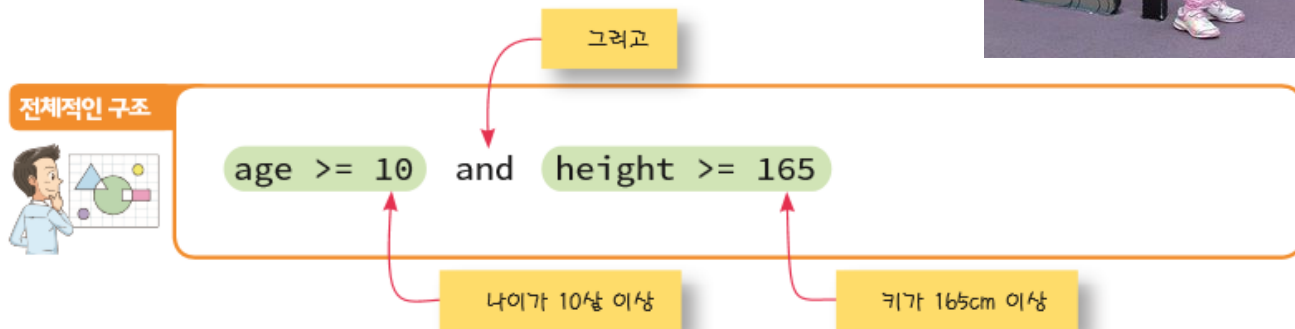 그리고
전체적인 구조
age >= 10 and height >= 165
나이가 10살 이상
키가 165cm 이상